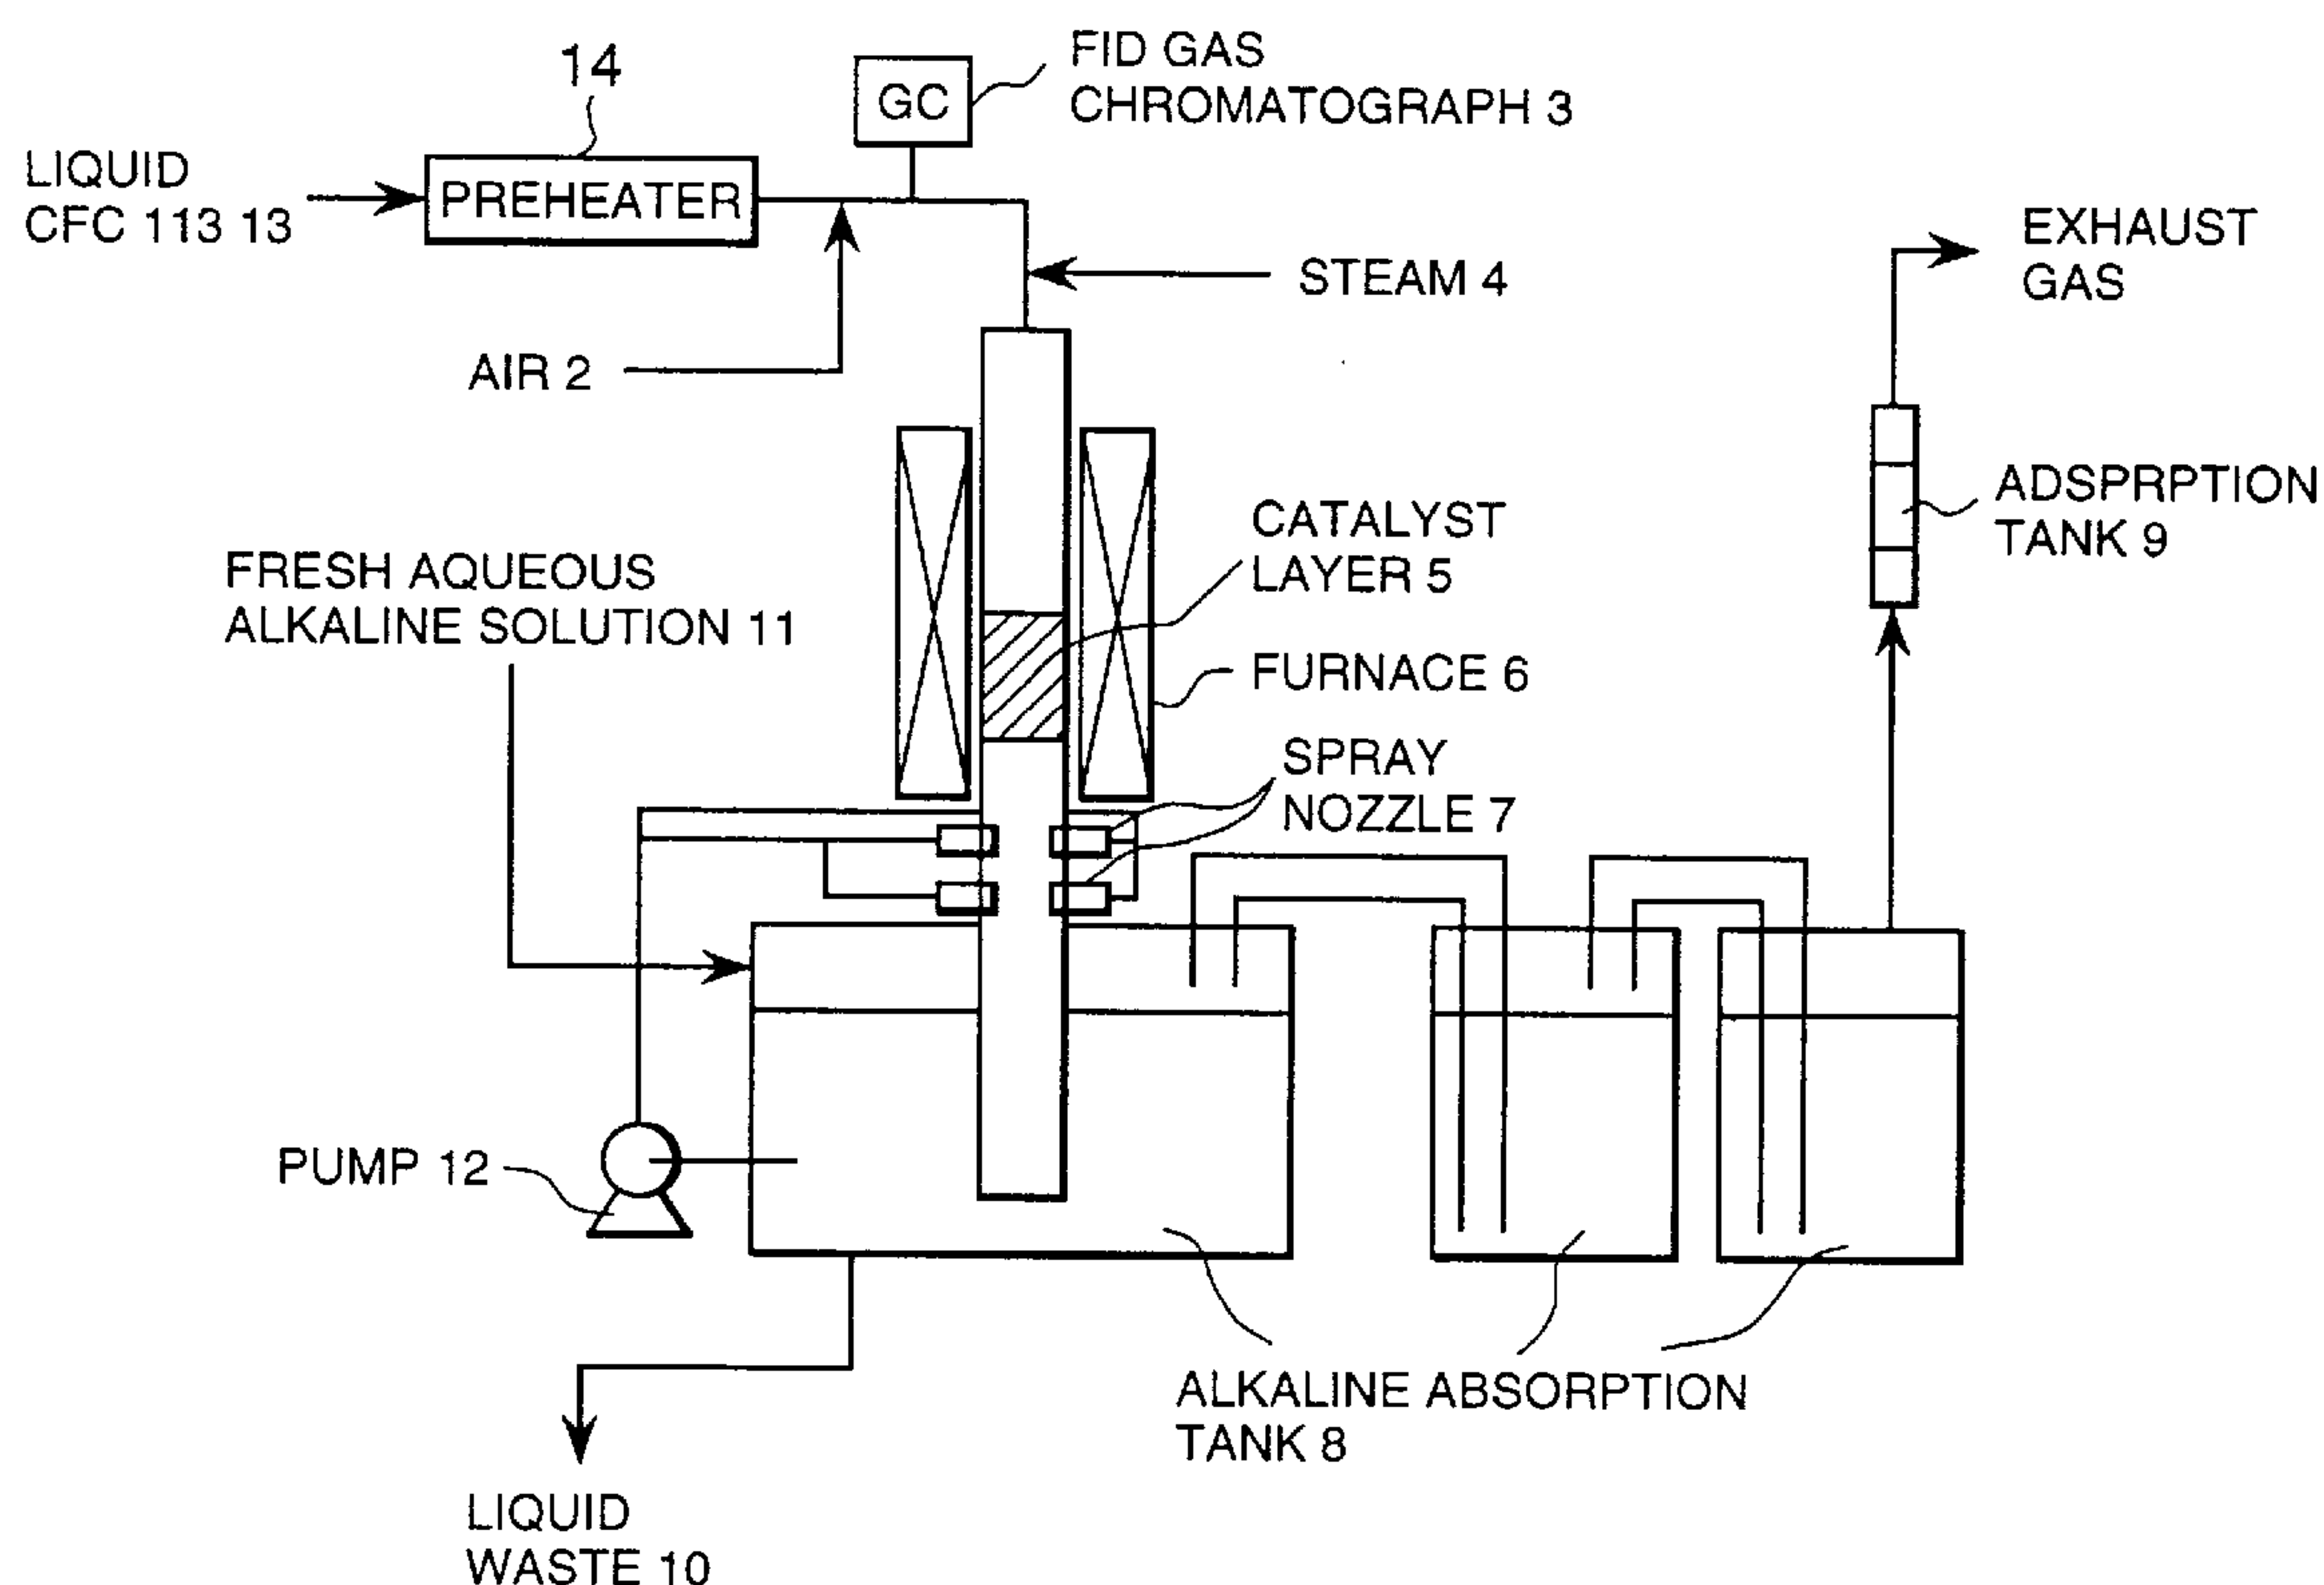 14
FID GAS
CHROMATOGRAPH 3
GC
LIQUID
CFC 113 13
PREHEATER
EXHAUST
GAS
STEAM 4
AIR 2
ADSPRPTION
TANK 9
CATALYST
LAYER 5
FRESH AQUEOUS
ALKALINE SOLUTION 11
FURNACE 6
SPRAY
NOZZLE 7
PUMP 12
ALKALINE ABSORPTION
TANK 8
LIQUID
WASTE 10